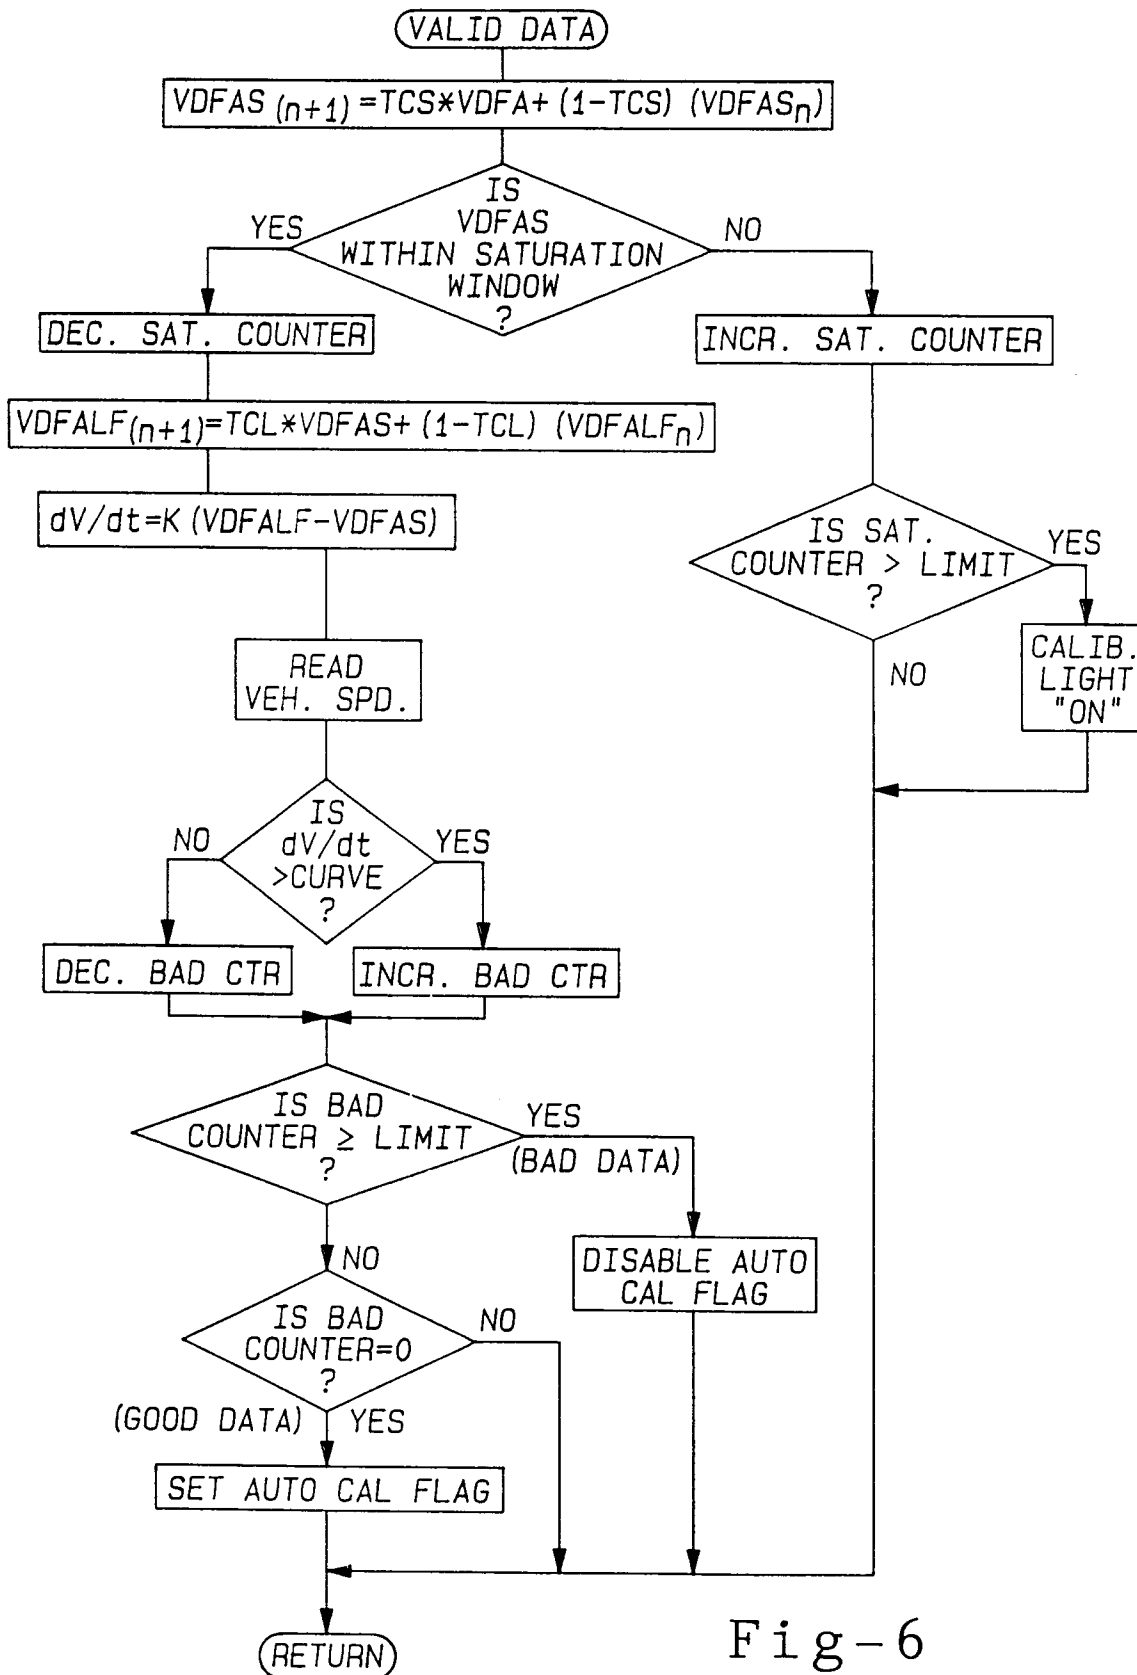 VALID DATA
VDFAS(n+1)=TCS*VDFA+(1-TCS)(VDFASn)
IS
VDFAS
WITHIN SATURATION
WINDOW
?
YES
NO
DEC. SAT. COUNTER
INCR. SAT. COUNTER
VDFALF(n+1)=TCL*VDFAS+(1-TCL)(VDFALFn)
dV/dt=K(VDFALF-VDFAS)
IS SAT.
COUNTER > LIMIT
?
YES
NO
CALIB.
LIGHT
"ON"
READ
VEH. SPD.
IS
dV/dt
>CURVE
?
NO
YES
DEC. BAD CTR
INCR. BAD CTR
IS BAD
COUNTER ≥ LIMIT
?
YES
(BAD DATA)
NO
DISABLE AUTO
CAL FLAG
IS BAD
COUNTER=0
?
NO
(GOOD DATA)
YES
SET AUTO CAL FLAG
RETURN
Fig-6